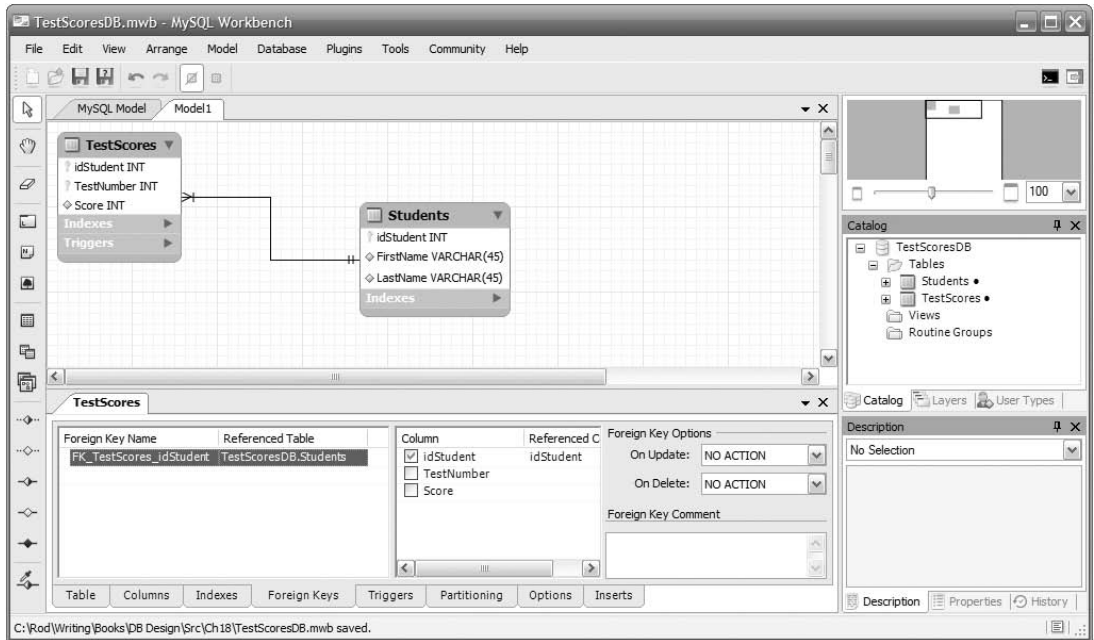 TestScoresDB.mwb - MySQL Workbench
File Edit View Arrange Model Database Plugins Tools Community Help
MySQL Model Model1
TestScores
idStudent INT
TestNumber INT
Score INT
Indexes
Triggers
Students
idStudent INT
FirstName VARCHAR(45)
LastName VARCHAR(45)
Indexes
100
Catalog
TestScoresDB
Tables
Students
TestScores
Views
Routine Groups
Catalog Layers User Types
TestScores
Foreign Key Name Referenced Table
FK_TestScores_idStudent TestScoresDB.Students
Column Referenced C
idStudent idStudent
TestNumber
Score
Foreign Key Options
On Update: NO ACTION
On Delete: NO ACTION
Foreign Key Comment
Table Columns Indexes Foreign Keys Triggers Partitioning Options Inserts
Description
No Selection
Description Properties History
C:\Rod\Writing\Books\DB Design\Src\Ch18\TestScoresDB.mwb saved.